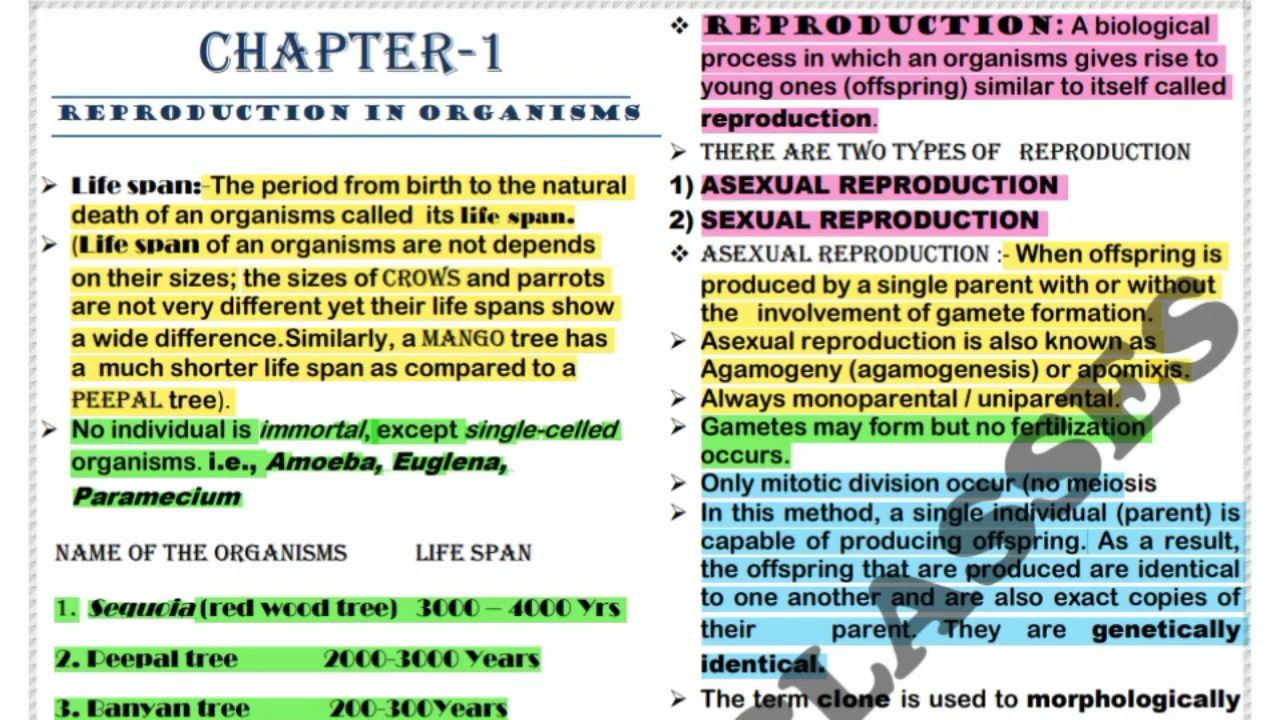 CHAPTER-1
REPRODUCTION IN ORGANISMS
➢ Life span:-The period from birth to the natural
death of an organisms called its life span.
➢ (Life span of an organisms are not depends
on their sizes; the sizes of CROWS and parrots
are not very different yet their life spans show
a wide difference.Similarly, a MANGO tree has
a much shorter life span as compared to a
PEEPAL tree).
➢ No individual is immortal, except single-celled
organisms. i.e., Amoeba, Euglena,
Paramecium
NAME OF THE ORGANISMS LIFE SPAN
1. Sequoia (red wood tree) 3000 – 4000 Yrs
2. Peepal tree 2000-3000 Years
3. Banyan tree 200-300Years
❖ REPRODUCTION: A biological
process in which an organisms gives rise to
young ones (offspring) similar to itself called
reproduction.
➢ THERE ARE TWO TYPES OF REPRODUCTION
1) ASEXUAL REPRODUCTION
2) SEXUAL REPRODUCTION
❖ ASEXUAL REPRODUCTION :- When offspring is
produced by a single parent with or without
the involvement of gamete formation.
➢ Asexual reproduction is also known as
Agamogeny (agamogenesis) or apomixis.
➢ Always monoparental / uniparental.
➢ Gametes may form but no fertilization
occurs.
➢ Only mitotic division occur (no meiosis
➢ In this method, a single individual (parent) is
capable of producing offspring. As a result,
the offspring that are produced are identical
to one another and are also exact copies of
their parent. They are genetically
identical.
➢ The term clone is used to morphologically
LASSES